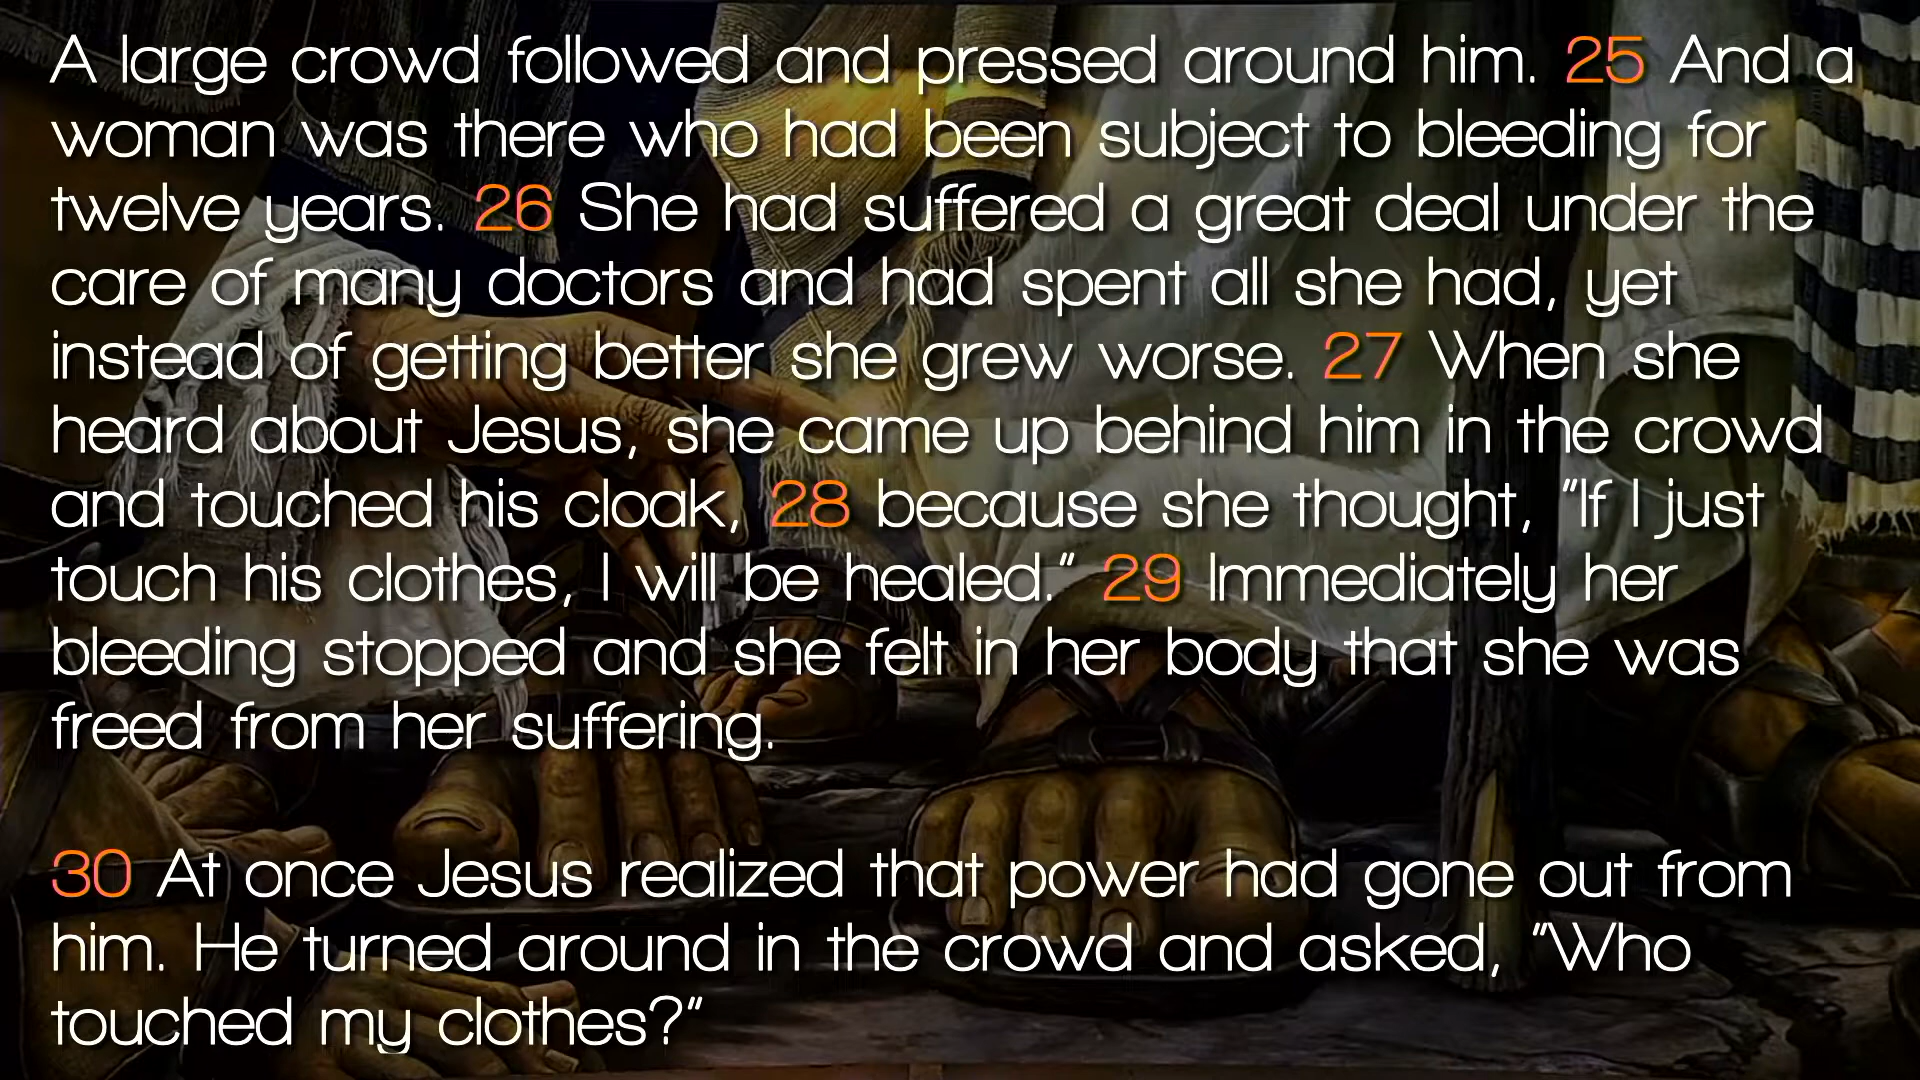 A large crowd followed and pressed around him. 25 And a
woman was there who had been subject to bleeding for
twelve years. 26 She had suffered a great deal under the
care of many doctors and had spent all she had, yet
instead of getting better she grew worse. 27 When she
heard about Jesus, she came up behind him in the crowd
and touched his cloak, 28 because she thought, “If I just
touch his clothes, I will be healed.” 29 Immediately her
bleeding stopped and she felt in her body that she was
freed from her suffering.
30 At once Jesus realized that power had gone out from
him. He turned around in the crowd and asked, “Who
touched my clothes?”